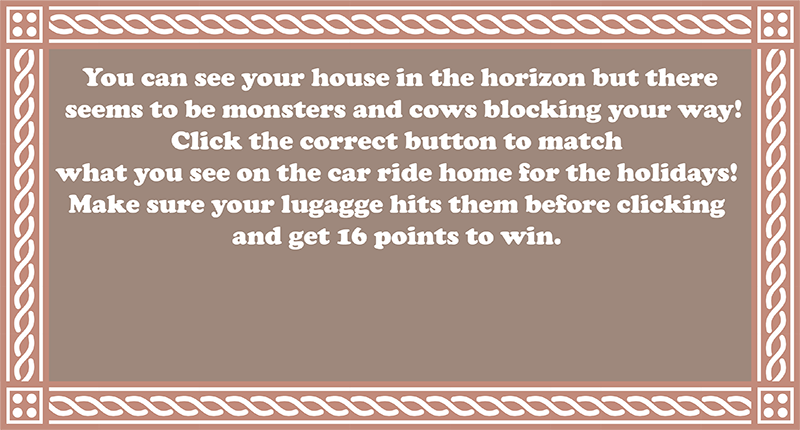 You can see your house in the horizon but there
seems to be monsters and cows blocking your way!
Click the correct button to match
what you see on the car ride home for the holidays!
Make sure your lugagge hits them before clicking
and get 16 points to win.